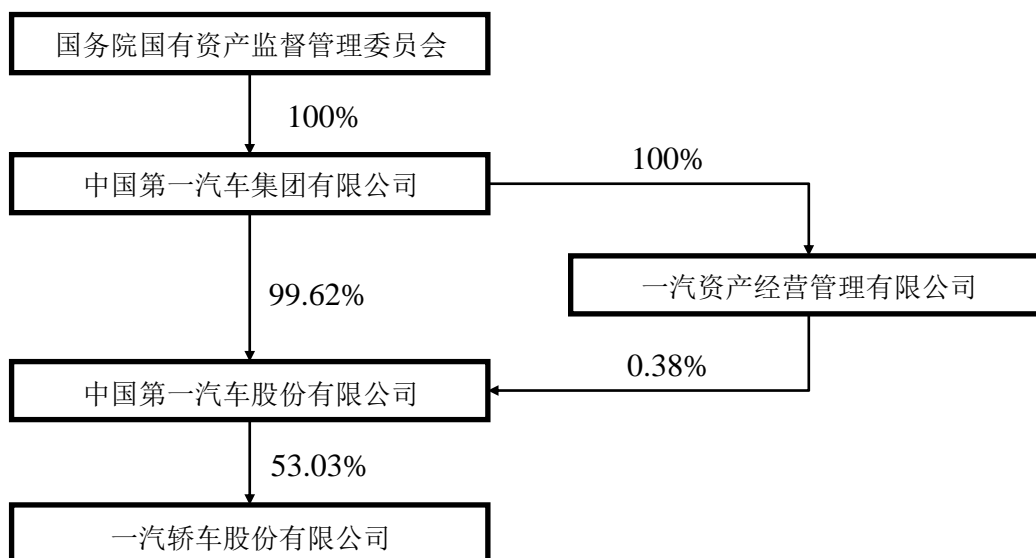 国务院国有资产监督管理委员会
100%
中国第一汽车集团有限公司
100%
99.62%
一汽资产经营管理有限公司
0.38%
中国第一汽车股份有限公司
53.03%
一汽轿车股份有限公司